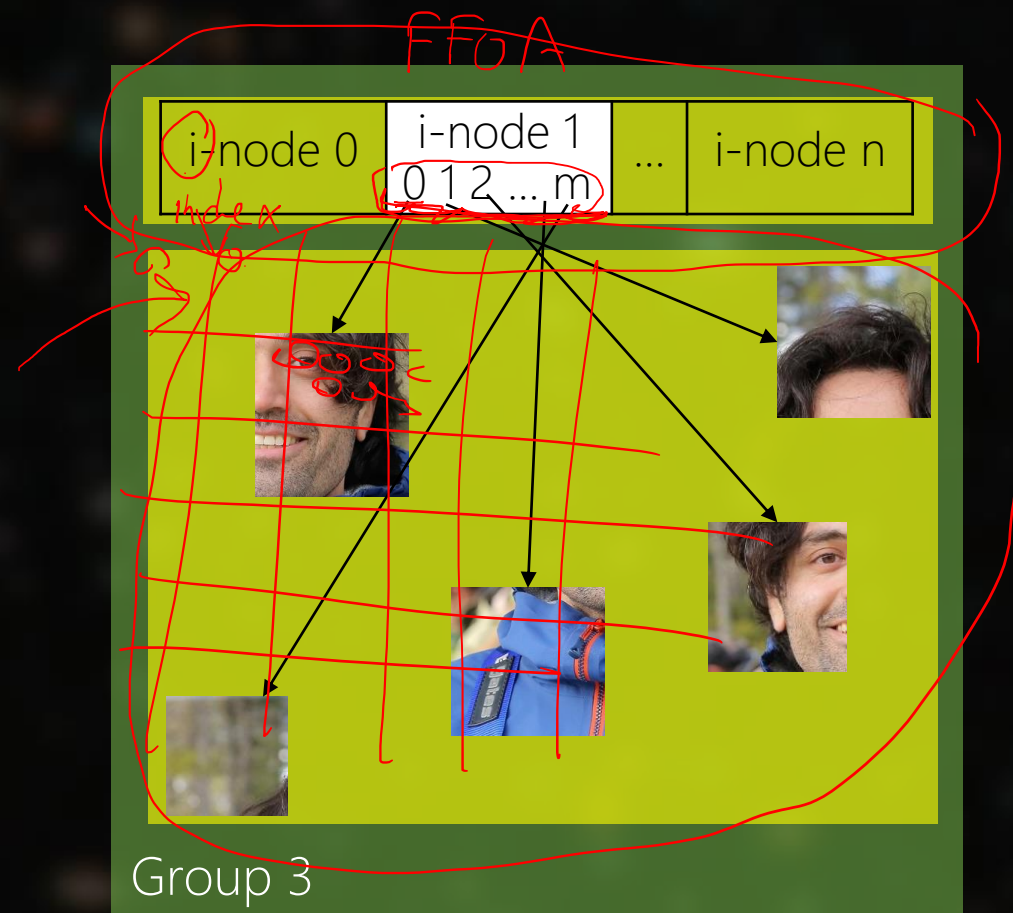 FFOA
i-node 0
i-node 1
0 1 2 ... m
...
i-node n
index
Group 3